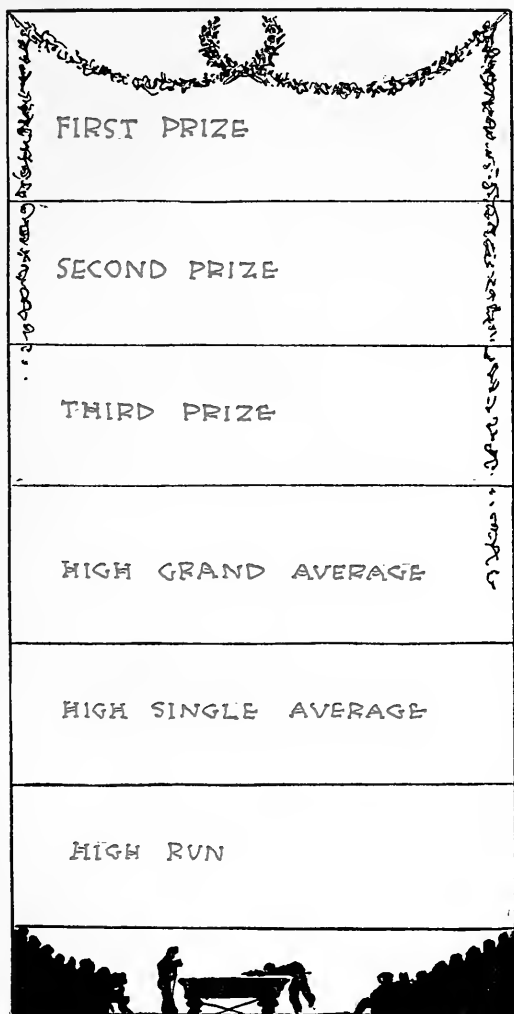 FIRST PRIZE
SECOND PRIZE
THIRD PRIZE
HIGH GRAND AVERAGE
HIGH SINGLE AVERAGE
HIGH RUN